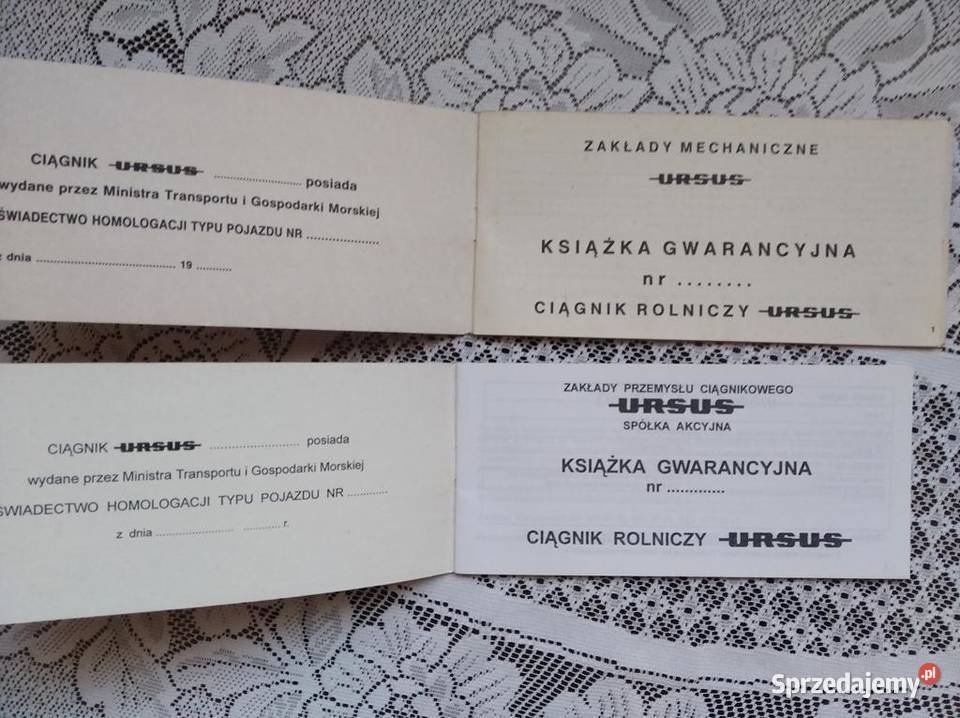 CIĄGNIK URSUS .............................. posiada
wydane przez Ministra Transportu i Gospodarki Morskiej
ŚWIADECTWO HOMOLOGACJI TYPU POJAZDU NR ......................
z dnia .......................................... 19 ...........
ZAKŁADY MECHANICZNE
URSUS
KSIĄŻKA GWARANCYJNA
nr ........
CIĄGNIK ROLNICZY URSUS
1
CIĄGNIK URSUS .......................... posiada
wydane przez Ministra Transportu i Gospodarki Morskiej
ŚWIADECTWO HOMOLOGACJI TYPU POJAZDU NR ............
z dnia ....................... ........... r.
ZAKŁADY PRZEMYSŁU CIĄGNIKOWEGO
URSUS
SPÓŁKA AKCYJNA
KSIĄŻKA GWARANCYJNA
nr .............
CIĄGNIK ROLNICZY URSUS
Sprzedajemy.pl